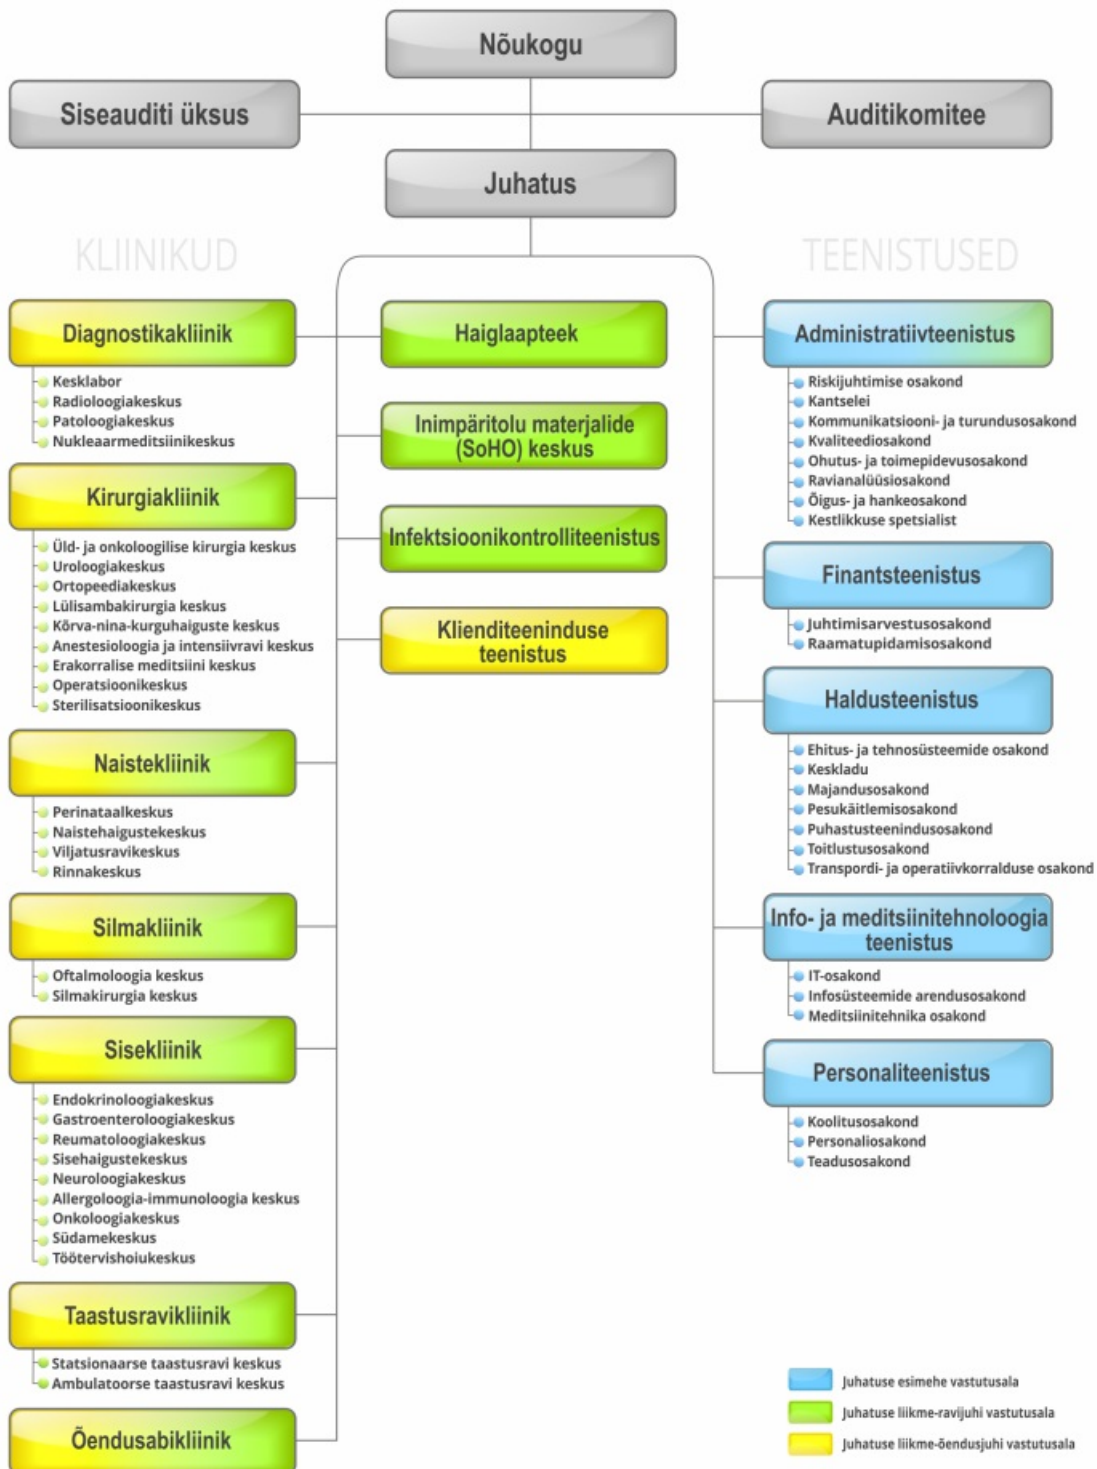 Nõukogu
Siseauditi üksus
Auditikomitee
Juhatus
KLIINIKUD
Diagnostikakliinik
Kesklabor
Radioloogiakeskus
Patoloogiakeskus
Nukleaarmeditsiinikeskus
Kirurgiakliinik
Üld- ja onkoloogilise kirurgia keskus
Uroloogiakeskus
Ortopeediakeskus
Lülisambakirurgia keskus
Kõrva-nina-kurguhaiguste keskus
Anestesioloogia ja intensiivravi keskus
Erakorralise meditsiini keskus
Operatsioonikeskus
Sterilisatsioonikeskus
Naistekliinik
Perinataalkeskus
Naistehaigustekeskus
Viljatusravikeskus
Rinnakeskus
Silmakliinik
Oftalmoloogia keskus
Silmakirurgia keskus
Sisekliinik
Endokrinoloogiakeskus
Gastroenteroloogiakeskus
Reumatoloogiakeskus
Sisehaigustekeskus
Neuroloogiakeskus
Allergoloogia-immunoloogia keskus
Onkoloogiakeskus
Südamekeskus
Töötervishoiukeskus
Taastusravikliinik
Statsionaarse taastusravi keskus
Ambulatoorse taastusravi keskus
Õendusabikliinik
Haiglaapteek
Inimpäritolu materjalide
(SoHO) keskus
Infektsioonikontrolliteenistus
Klienditeeninduse
teenistus
TEENISTUSED
Administratiivteenistus
Riskijuhtimise osakond
Kantselei
Kommunikatsiooni- ja turundusosakond
Kvaliteediosakond
Ohutus- ja toimepidevusosakond
Ravianalüüsiosakond
Õigus- ja hankeosakond
Kestlikkuse spetsialist
Finantsteenistus
Juhtimisarvestusosakond
Raamatupidamisosakond
Haldusteenistus
Ehitus- ja tehnosüsteemide osakond
Keskladu
Majandusosakond
Pesukäitlemisosakond
Puhastusteenindusosakond
Toitlustusosakond
Transpordi- ja operatiivkorralduse osakond
Info- ja meditsiinitehnoloogia
teenistus
IT-osakond
Infosüsteemide arendusosakond
Meditsiinitehnika osakond
Personaliteenistus
Koolitusosakond
Personaliosakond
Teadusosakond
Juhatuse esimehe vastutusala
Juhatuse liikme-ravijuhi vastutusala
Juhatuse liikme-õendusjuhi vastutusala